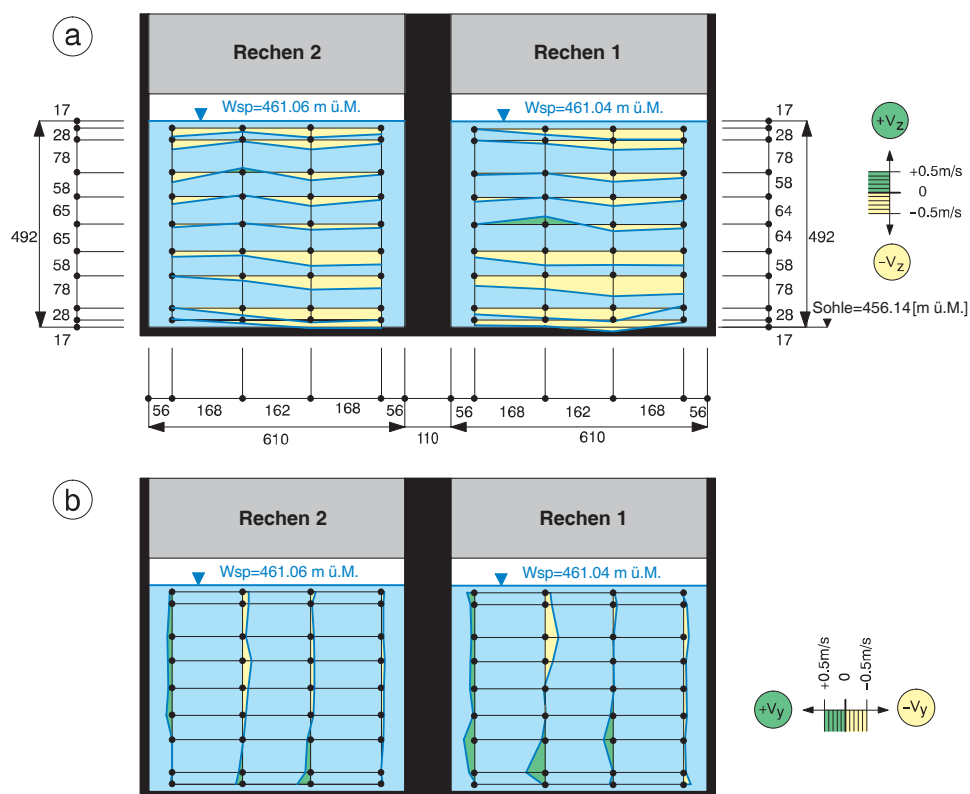 a
Rechen 2
Rechen 1
Wsp=461.06 m ü.M.
Wsp=461.04 m ü.M.
17
28
78
58
65
65
58
78
28
17
492
17
28
78
58
64
64
58
78
28
17
492
+Vz
+0.5m/s
0
−0.5m/s
−Vz
Sohle=456.14[m ü.M.]
56 168 162 168 56 56 168 162 168 56
610 110 610
b
Rechen 2
Rechen 1
Wsp=461.06 m ü.M.
Wsp=461.04 m ü.M.
+0.5m/s
0
−0.5m/s
+Vy
−Vy